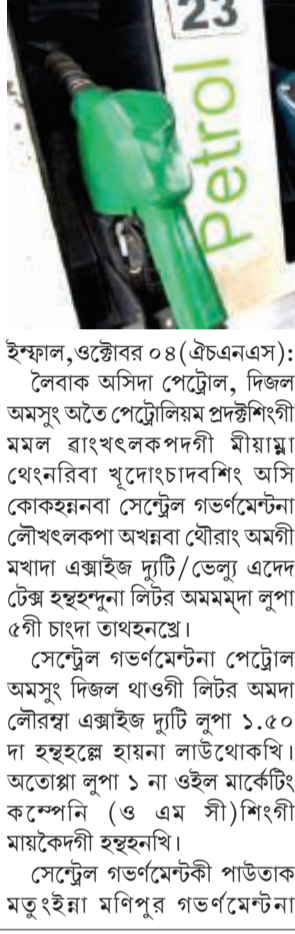 23
Petrol
ইম্ফাল,ওক্টোবর ০৪(ঐচএনএস):
লৈবাক অসিদা পেট্রোল, দিজল
অমসুং অতৈ পেট্রোলিয়ম প্রদক্টশিংগী
মমল ৱাংখৎলকপদগী মীয়াম্না
থেংনরিবা খূদোংচাদবশিং অসি
কোকহন্ননবা সেন্ট্রেল গভর্ণমেন্টনা
লৌখৎলকপা অখন্নবা থৌরাং অমগী
মখাদা এক্সাইজ দ্যুটি/ভেল্যু এদেদ
টেক্স হন্থহন্দুনা লিটর অমমম্দা লুপা
৫গী চাংদা তাথহনখ্রে।
সেন্ট্রেল গভর্ণমেন্টনা পেট্রোল
অমসুং দিজল থাওগী লিটর অমদা
লৌরম্বা এক্সাইজ দ্যুটি লুপা ১.৫০
দা হন্থহল্লে হায়না লাউথোকখি।
অতোপ্পা লুপা ১ না ওইল মার্কেটিং
কম্পেনি (ও এম সী)শিংগী
মায়কৈদগী হন্থহনখি।
সেন্ট্রেল গভর্ণমেন্টকী পাউতাক
মতুংইন্না মণিপুর গভর্ণমেন্টনা